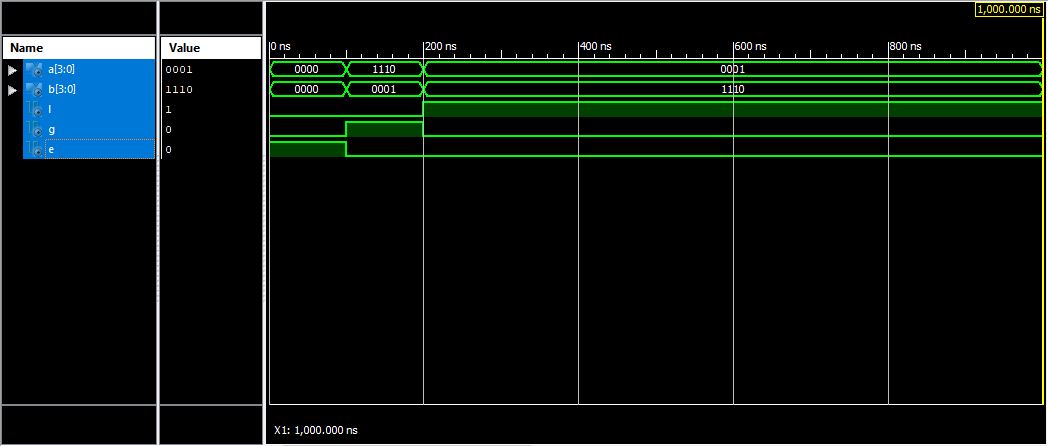 1,000.000 ns
Name Value
0 ns 200 ns 400 ns 600 ns 800 ns
a[3:0] 0001 0000 1110 0001
b[3:0] 1110 0000 0001 1110
l 1
g 0
e 0
X1: 1,000.000 ns